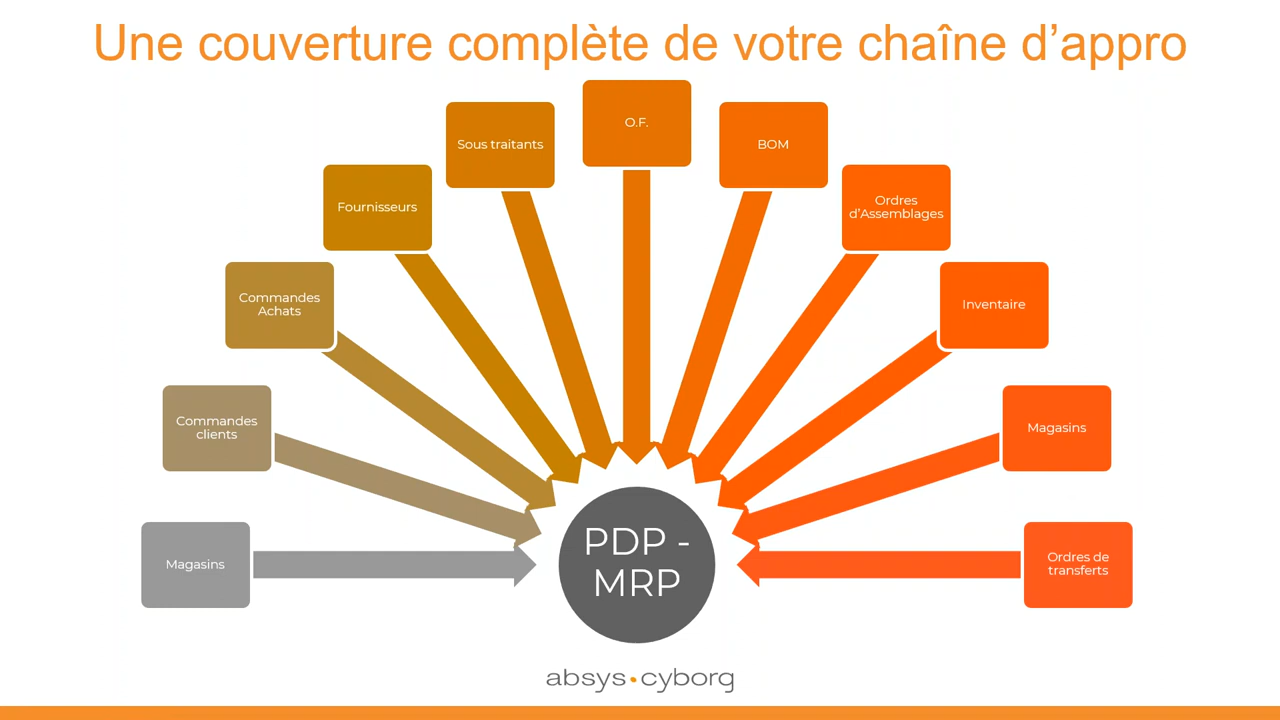 Une couverture complète de votre chaîne d’appro
O.F.
Sous traitants
BOM
Fournisseurs
Ordres
d’Assemblages
Commandes
Achats
Inventaire
Commandes
clients
Magasins
Magasins
PDP -
MRP
Ordres de
transferts
absys•cyborg